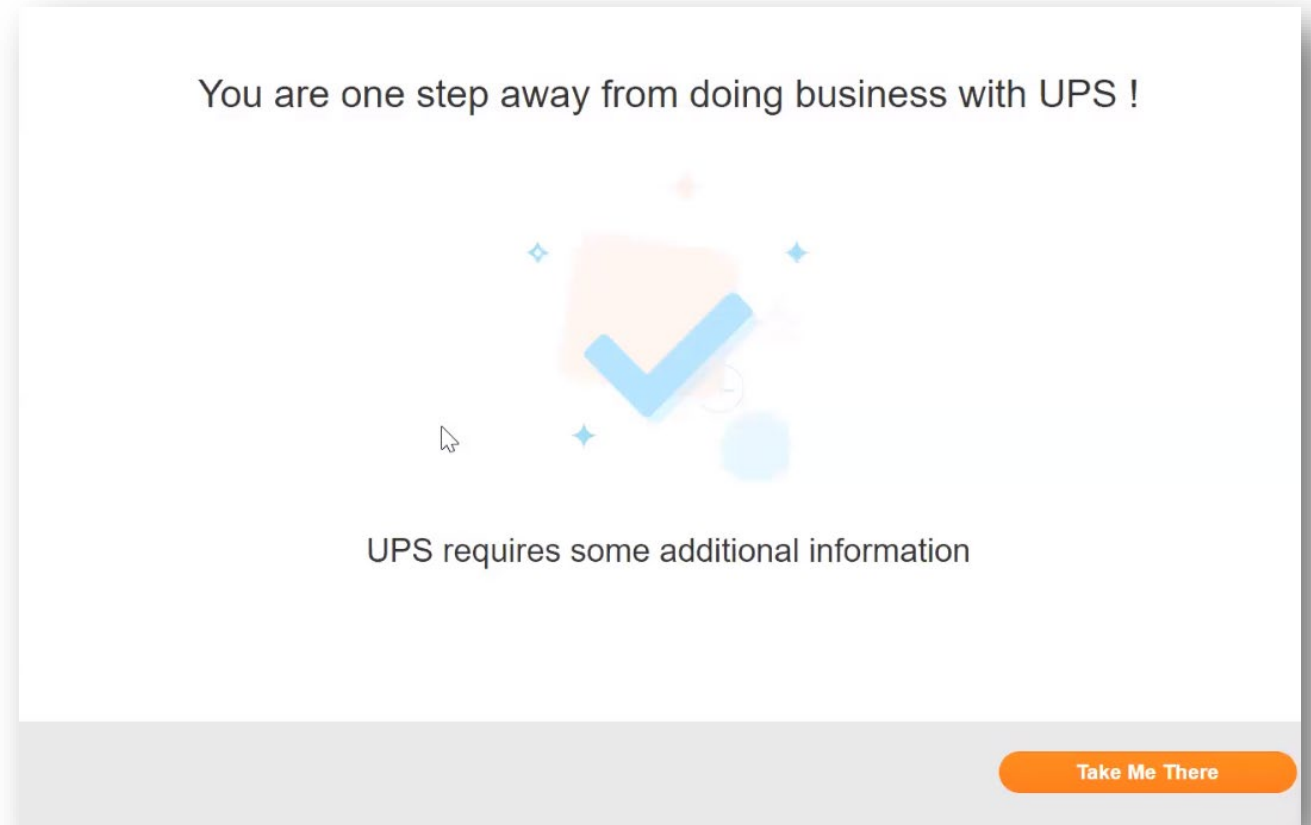 You are one step away from doing business with UPS !
UPS requires some additional information
Take Me There